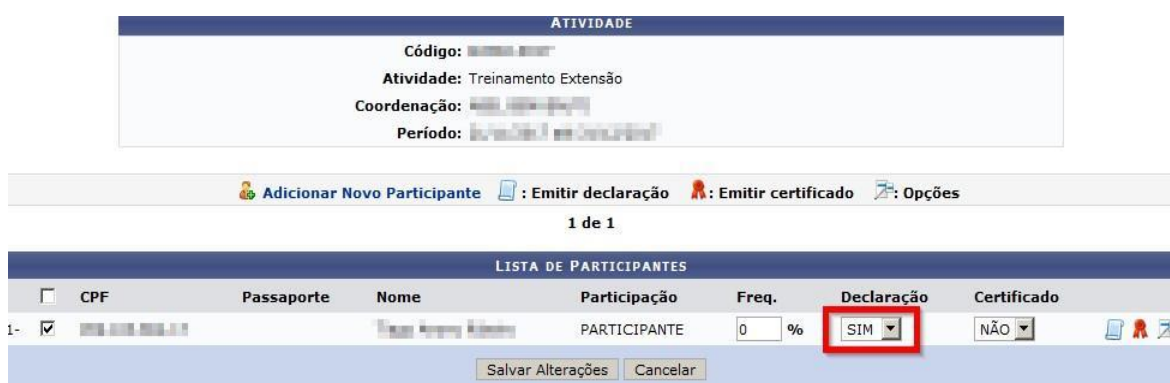 ATIVIDADE
Código:
Atividade: Treinamento Extensão
Coordenação:
Período:
Adicionar Novo Participante : Emitir declaração : Emitir certificado : Opções
1 de 1
LISTA DE PARTICIPANTES
CPF Passaporte Nome Participação Freq. Declaração Certificado
1- PARTICIPANTE 0 % SIM NÃO
Salvar Alterações Cancelar